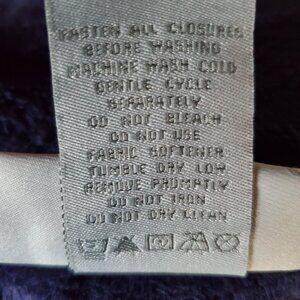 FASTEN ALL CLOSURES
BEFORE WASHING
MACHINE WASH COLD
GENTLE CYCLE
SEPARATELY
DO NOT BLEACH
DO NOT USE
FABRIC SOFTENER
TUMBLE DRY LOW
REMOVE PROMPTLY
DO NOT IRON
DO NOT DRY CLEAN